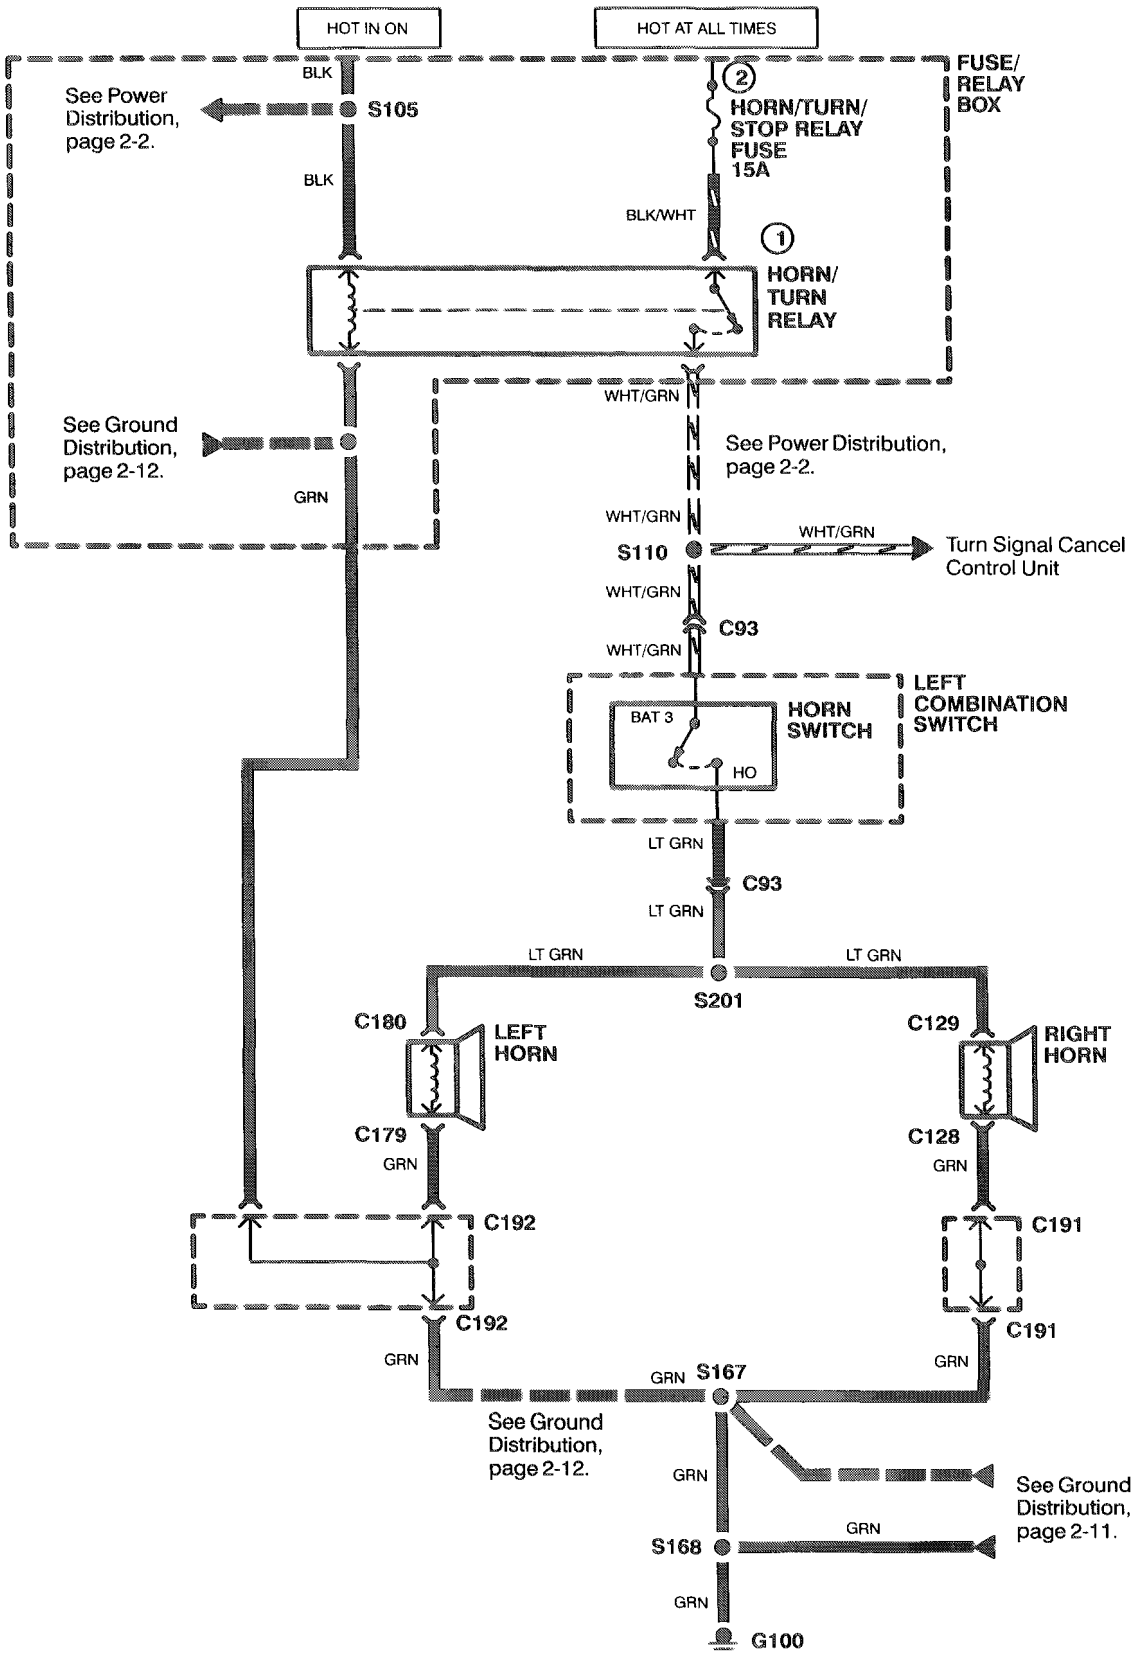 HOT IN ON
HOT AT ALL TIMES
BLK
2
FUSE/
RELAY
BOX
See Power
Distribution,
page 2-2.
S105
HORN/TURN/
STOP RELAY
FUSE
15A
BLK
BLK/WHT
1
HORN/
TURN
RELAY
WHT/GRN
See Ground
Distribution,
page 2-12.
See Power Distribution,
page 2-2.
GRN
WHT/GRN
WHT/GRN
S110
Turn Signal Cancel
Control Unit
WHT/GRN
C93
WHT/GRN
LEFT
COMBINATION
SWITCH
BAT 3
HORN
SWITCH
HO
LT GRN
C93
LT GRN
LT GRN
LT GRN
S201
C180
LEFT
HORN
C129
RIGHT
HORN
C179
GRN
C128
GRN
C192
C191
C192
C191
GRN
GRN
GRN
S167
See Ground
Distribution,
page 2-12.
GRN
See Ground
Distribution,
page 2-11.
S168
GRN
GRN
G100